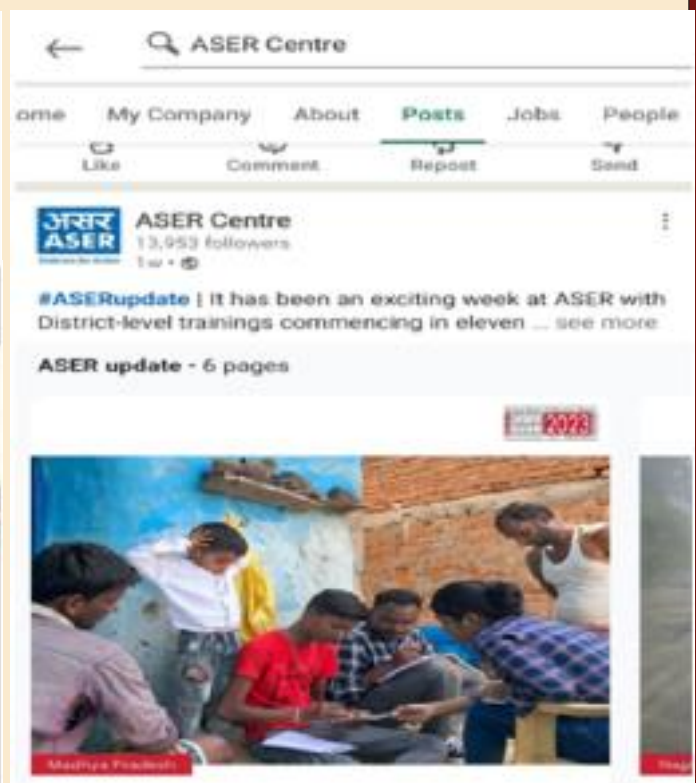 ASER Centre
ome My Company About Posts Jobs People
Like Comment Repost Send
असर
ASER
ASER Centre
13,953 followers
1w •
#ASERupdate | It has been an exciting week at ASER with
District-level trainings commencing in eleven ... see more
ASER update - 6 pages
2023
Madhya Pradesh